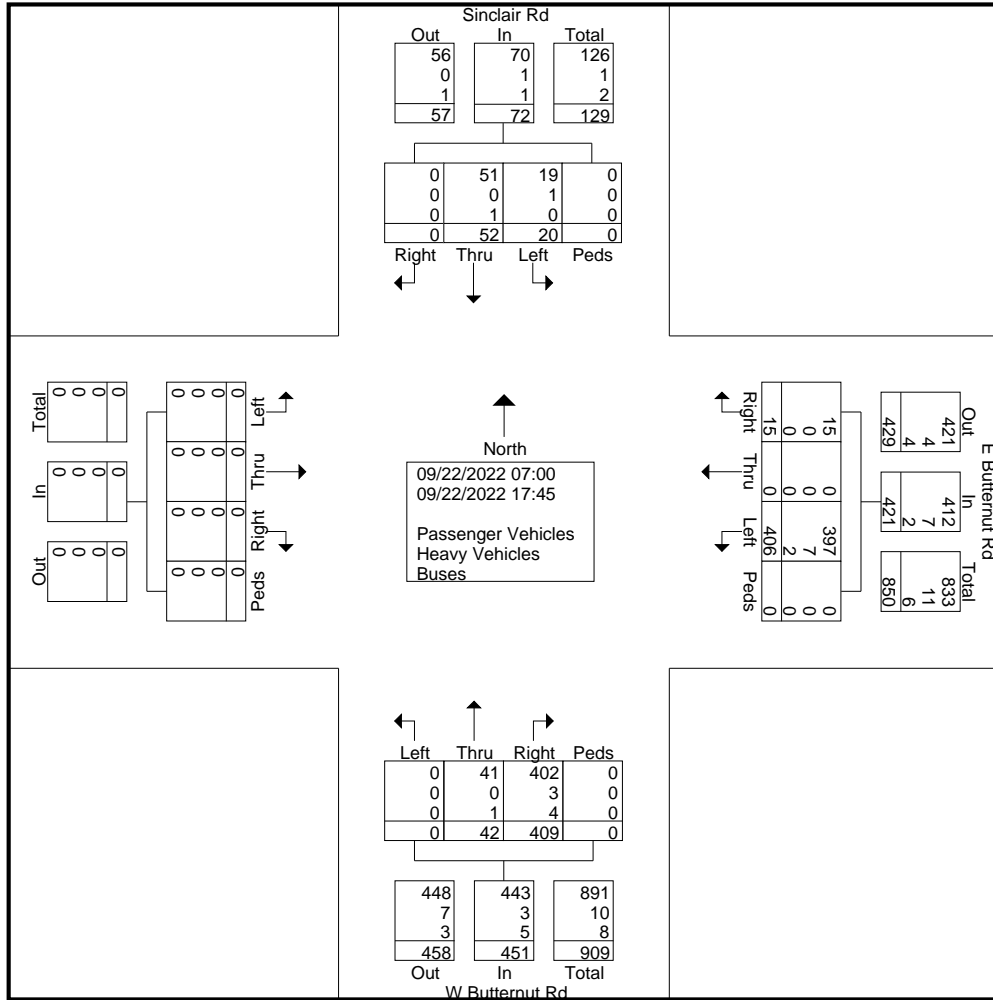 Sinclair Rd
Out In Total
56 70 126
0 1 1
1 1 2
57 72 129
0 51 19 0
0 0 1 0
0 1 0 0
0 52 20 0
Right Thru Left Peds
Total
0 0 0 0
In
0 0 0 0
Out
0 0 0 0
Left
0 0 0 0
Thru
0 0 0 0
Right
0 0 0 0
Peds
0 0 0 0
North
09/22/2022 07:00
09/22/2022 17:45
Passenger Vehicles
Heavy Vehicles
Buses
E Butternut Rd
Out In Total
421 412 833
4 7 11
4 2 6
429 421 850
15 0 397 0
0 0 7 0
0 0 2 0
15 0 406 0
Right Thru Left Peds
Left Thru Right Peds
0 41 402 0
0 0 3 0
0 1 4 0
0 42 409 0
448 443 891
7 3 10
3 5 8
458 451 909
Out In Total
W Butternut Rd